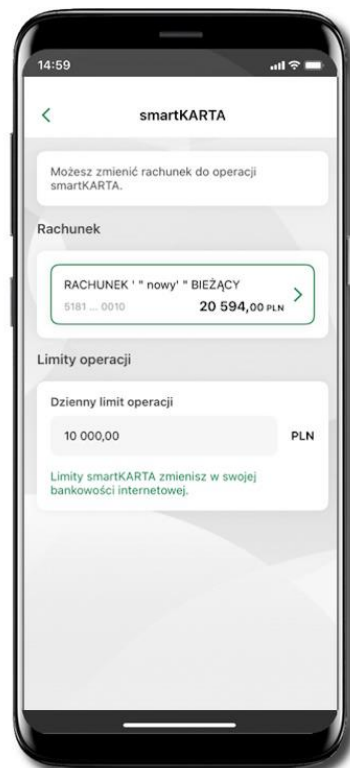 14:59
smartKARTA
Możesz zmienić rachunek do operacji
smartKARTA.
Rachunek
RACHUNEK ' " nowy' " BIEŻĄCY
5181 ... 0010 20 594,00 PLN
Limity operacji
Dzienny limit operacji
10 000,00 PLN
Limity smartKARTA zmienisz w swojej
bankowości internetowej.